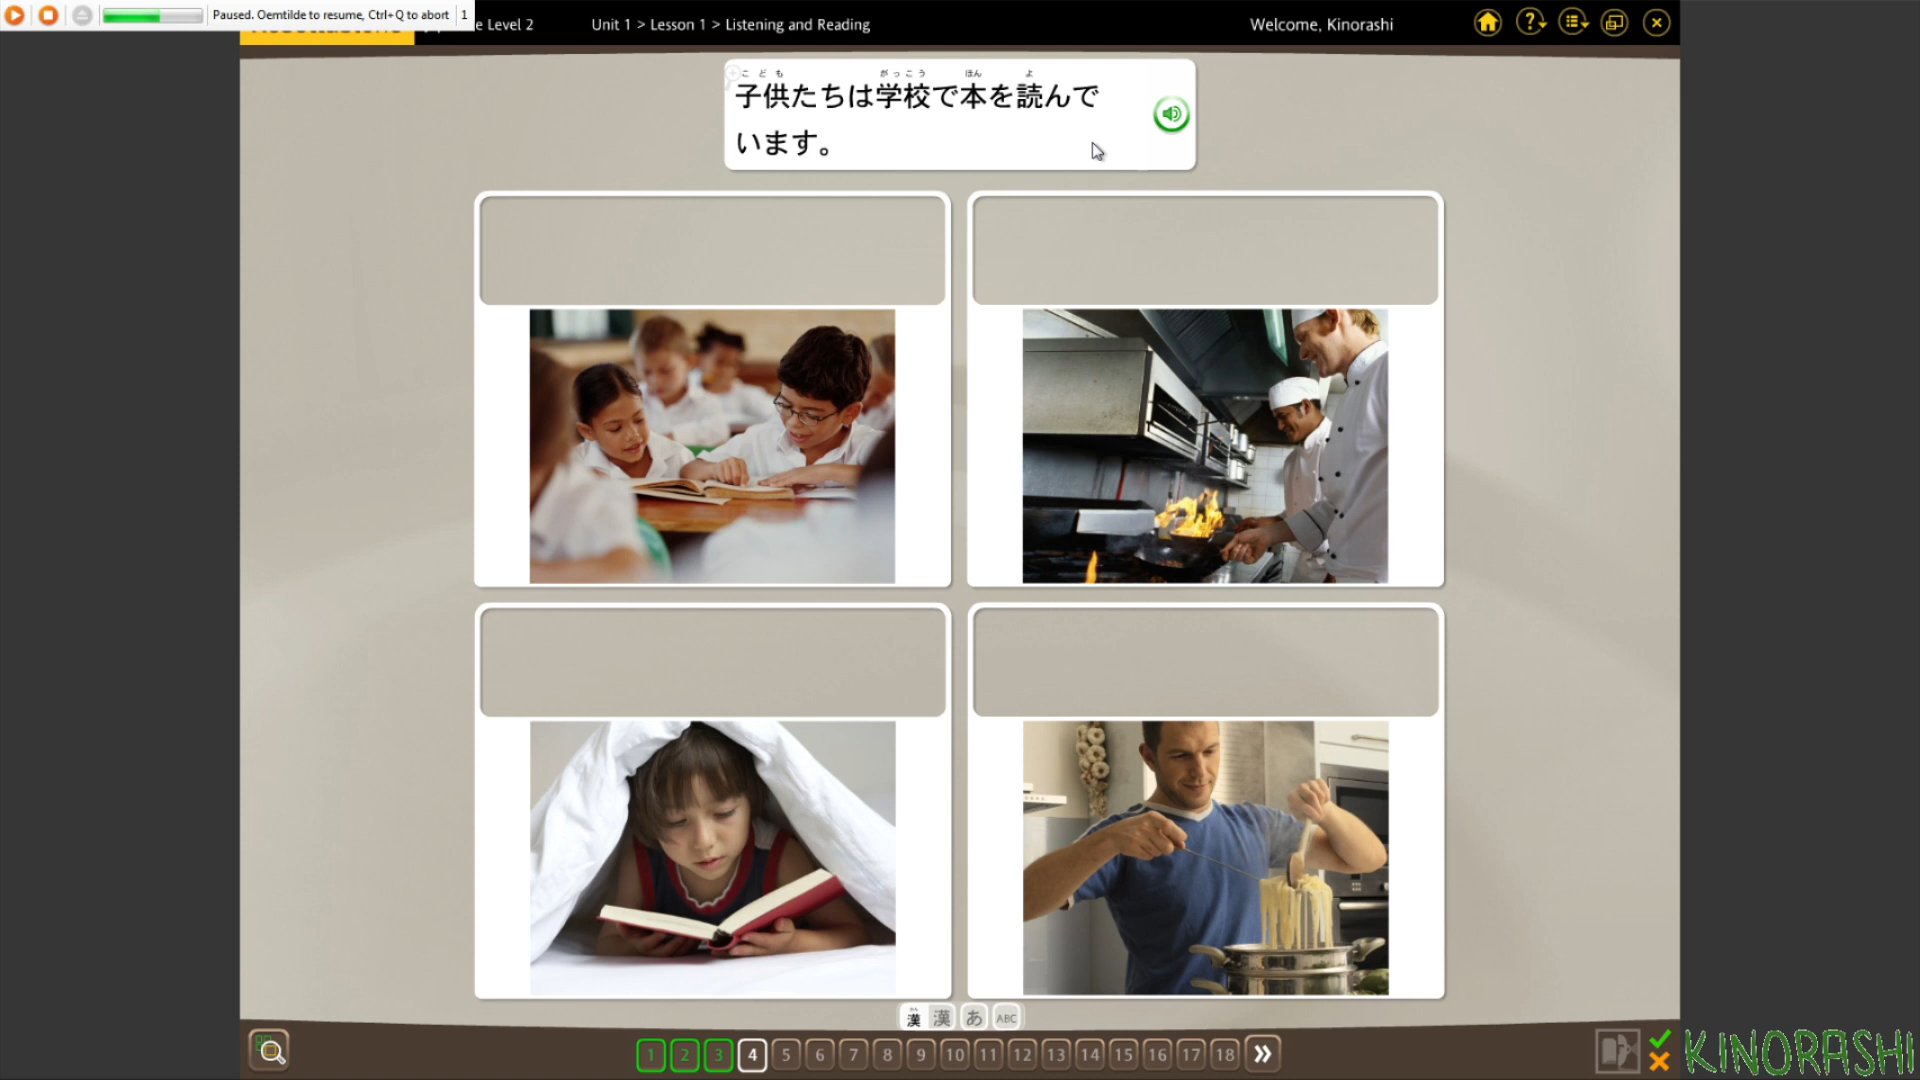 Paused. Oemtilde to resume, Ctrl+Q to abort 1
e Level 2
Unit 1 > Lesson 1 > Listening and Reading
Welcome, Kinorashi
こども がっこう ほん よ
子供たちは学校で本を読んで
います。
漢 漢 あ ABC
1 2 3 4 5 6 7 8 9 10 11 12 13 14 15 16 17 18
KINORASHI